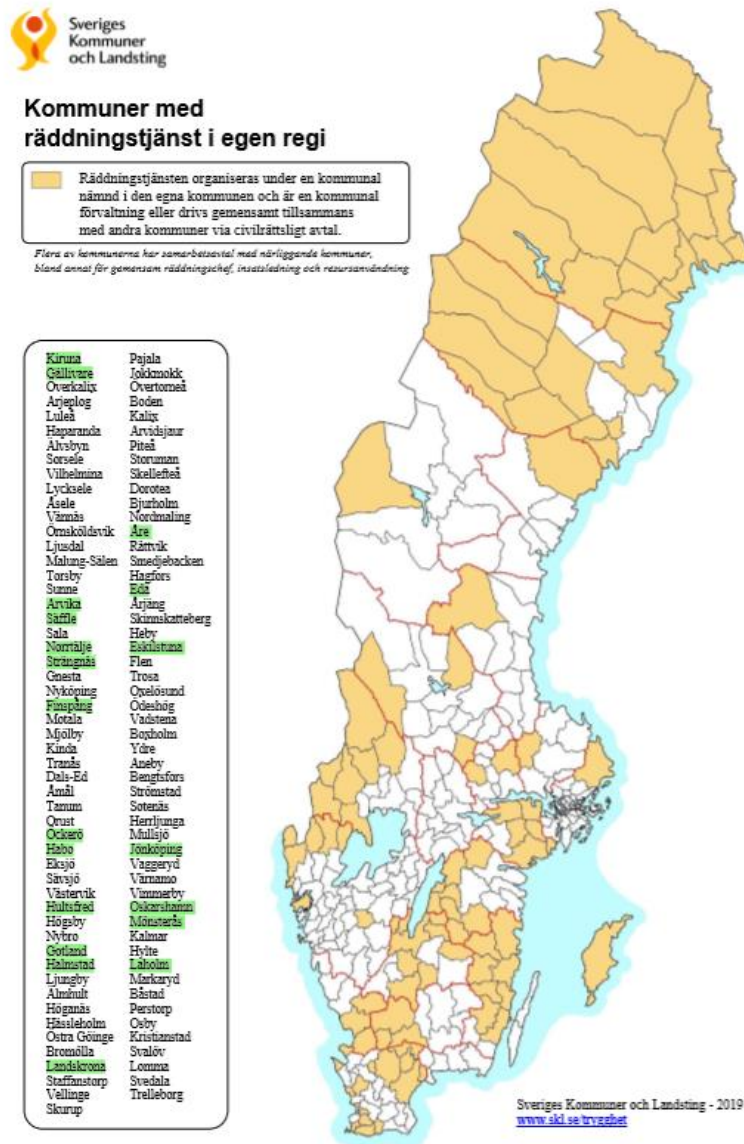 Sveriges
Kommuner
och Landsting
Kommuner med
räddningstjänst i egen regi
Räddningstjänsten organiseras under en kommunal
nämnd i den egna kommunen och är en kommunal
förvaltning eller drivs gemensamt tillsammans
med andra kommuner via civilrättsligt avtal.
Flera av kommunerna har samarbetsavtal med närliggande kommuner,
bland annat för gemensam räddningschef, insatsledning och resursanvändning
Kiruna Pajala
Gällivare Jokkmokk
Överkalix Övertorneå
Arjeplog Boden
Luleå Kalix
Haparanda Arvidsjaur
Älvsbyn Piteå
Sorsele Storuman
Vilhelmina Skellefteå
Lycksele Dorotea
Åsele Bjurholm
Vännäs Nordmaling
Örnsköldsvik Åre
Ljusdal Rättvik
Malung-Sälen Smedjebacken
Torsby Hagfors
Sunne Eda
Arvika Årjäng
Säffle Skinnskatteberg
Sala Heby
Norrtälje Eskilstuna
Strängnäs Flen
Gnesta Trosa
Nyköping Oxelösund
Finspång Ödeshög
Motala Vadstena
Mjölby Boxholm
Kinda Ydre
Tranås Aneby
Dals-Ed Bengtsfors
Åmål Strömstad
Tanum Sotenäs
Orust Herrljunga
Öckerö Mullsjö
Habo Jönköping
Eksjö Vaggeryd
Sävsjö Värnamo
Västervik Vimmerby
Hultsfred Oskarshamn
Högsby Mönsterås
Nybro Kalmar
Gotland Hylte
Halmstad Laholm
Ljungby Markaryd
Älmhult Båstad
Höganäs Perstorp
Hässleholm Osby
Östra Göinge Kristianstad
Bromölla Svalöv
Landskrona Lomma
Staffanstorp Svedala
Vellinge Trelleborg
Skurup
Sveriges Kommuner och Landsting - 2019
www.skl.se/trygghet